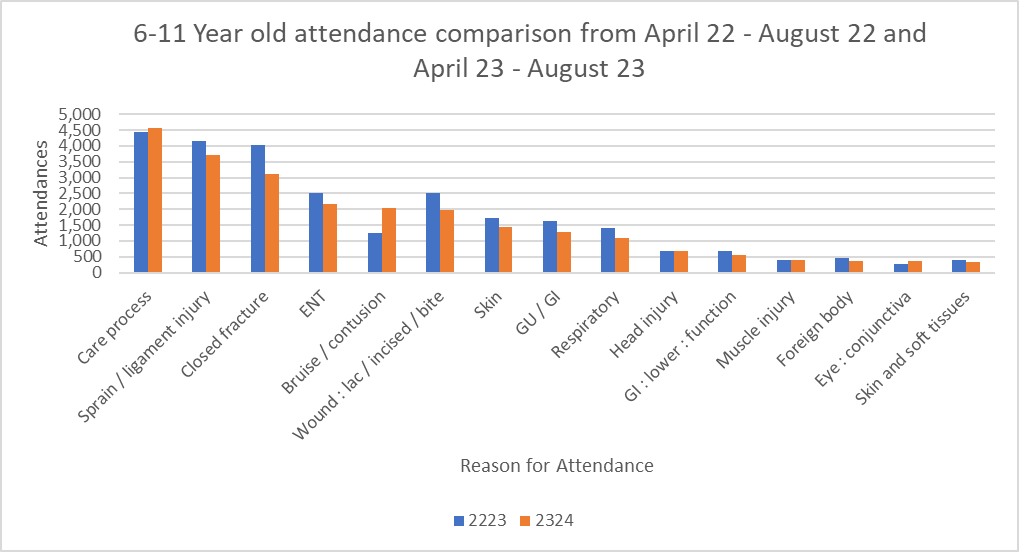 6-11 Year old attendance comparison from April 22 - August 22 and
April 23 - August 23
Attendances
5,000
4,500
4,000
3,500
3,000
2,500
2,000
1,500
1,000
500
0
Care process
Sprain / ligament injury
Closed fracture
ENT
Bruise / contusion
Wound : lac / incised / bite
Skin
GU / GI
Respiratory
Head injury
GI : lower : function
Muscle injury
Foreign body
Eye : conjunctiva
Skin and soft tissues
Reason for Attendance
2223 2324